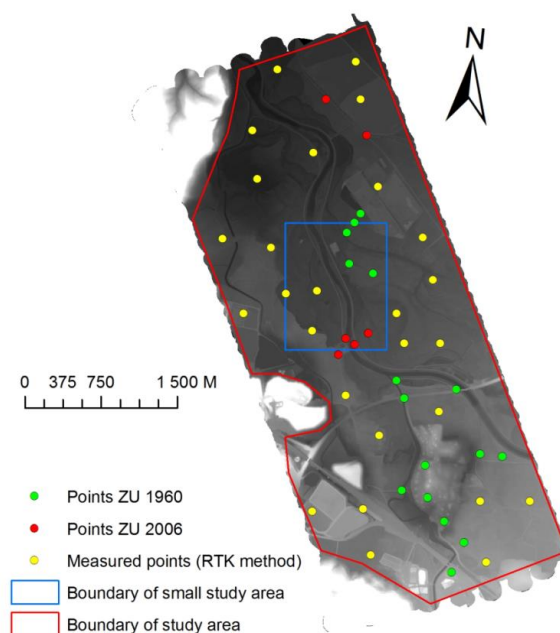 N
0 375 750 1 500 M
Points ZU 1960
Points ZU 2006
Measured points (RTK method)
Boundary of small study area
Boundary of study area